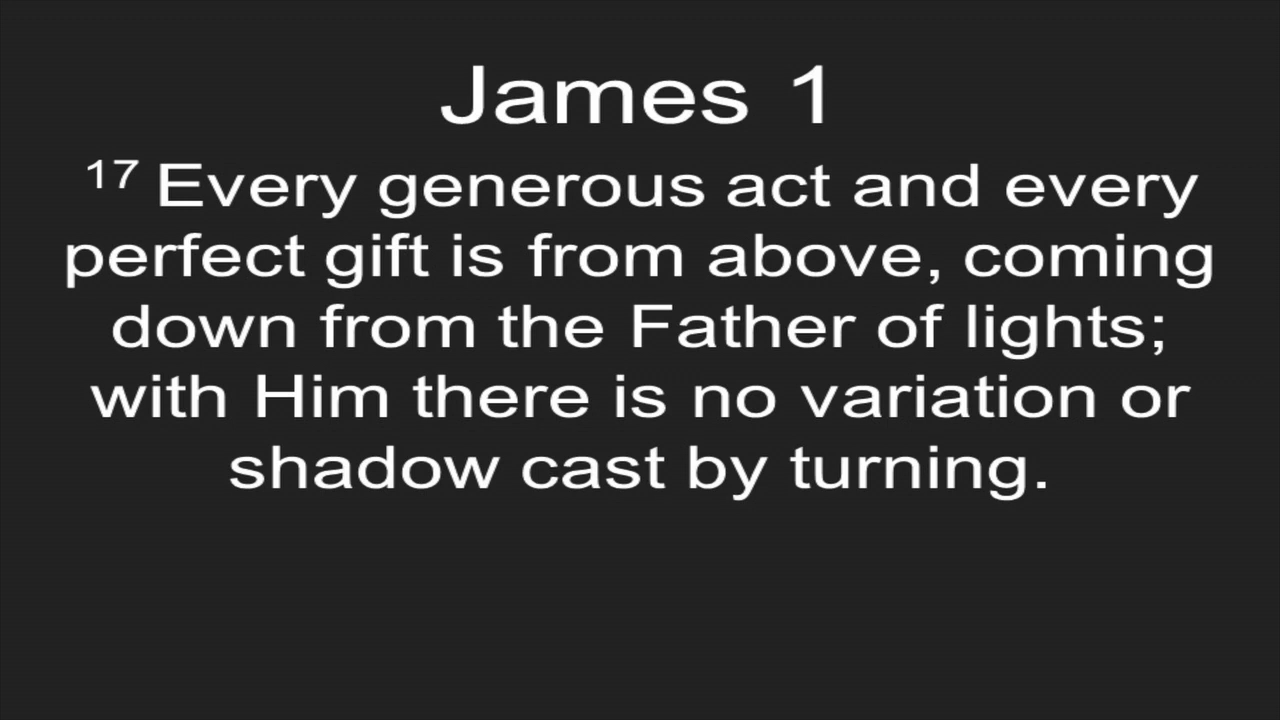 James 1
17 Every generous act and every
perfect gift is from above, coming
down from the Father of lights;
with Him there is no variation or
shadow cast by turning.